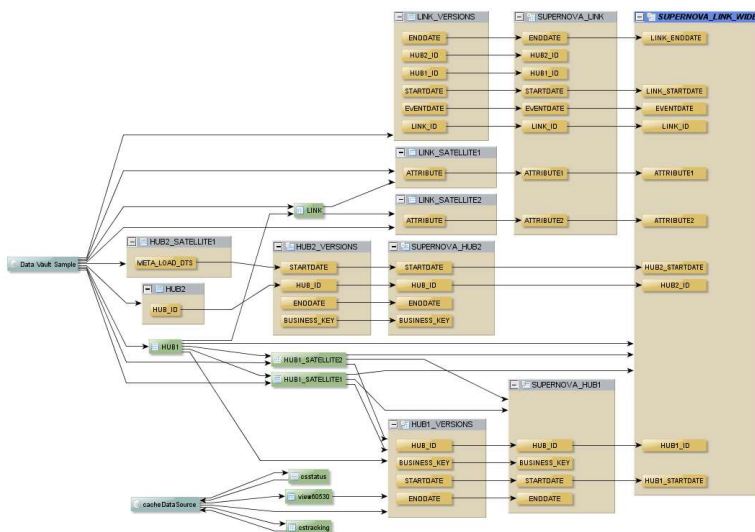 LINK_VERSIONS
ENDDATE
HUB2_ID
HUB1_ID
STARTDATE
EVENTDATE
LINK_ID
SUPERNOVA_LINK
ENDDATE
HUB2_ID
HUB1_ID
STARTDATE
EVENTDATE
LINK_ID
ATTRIBUTE1
ATTRIBUTE2
SUPERNOVA_LINK_WIDE
LINK_ENDDATE
LINK_STARTDATE
EVENTDATE
LINK_ID
ATTRIBUTE1
ATTRIBUTE2
HUB2_STARTDATE
HUB2_ID
HUB1_ID
HUB1_STARTDATE
LINK_SATELLITE1
ATTRIBUTE
LINK_SATELLITE2
ATTRIBUTE
LINK
Data Vault Sample
HUB2_SATELLITE1
META_LOAD_DTS
HUB2
HUB_ID
HUB2_VERSIONS
STARTDATE
HUB_ID
ENDDATE
BUSINESS_KEY
SUPERNOVA_HUB2
STARTDATE
HUB_ID
ENDDATE
BUSINESS_KEY
HUB1
HUB1_SATELLITE2
HUB1_SATELLITE1
HUB1_VERSIONS
HUB_ID
BUSINESS_KEY
STARTDATE
ENDDATE
SUPERNOVA_HUB1
HUB_ID
BUSINESS_KEY
STARTDATE
ENDDATE
cacheDataSource
csstatus
view60630
cstracking